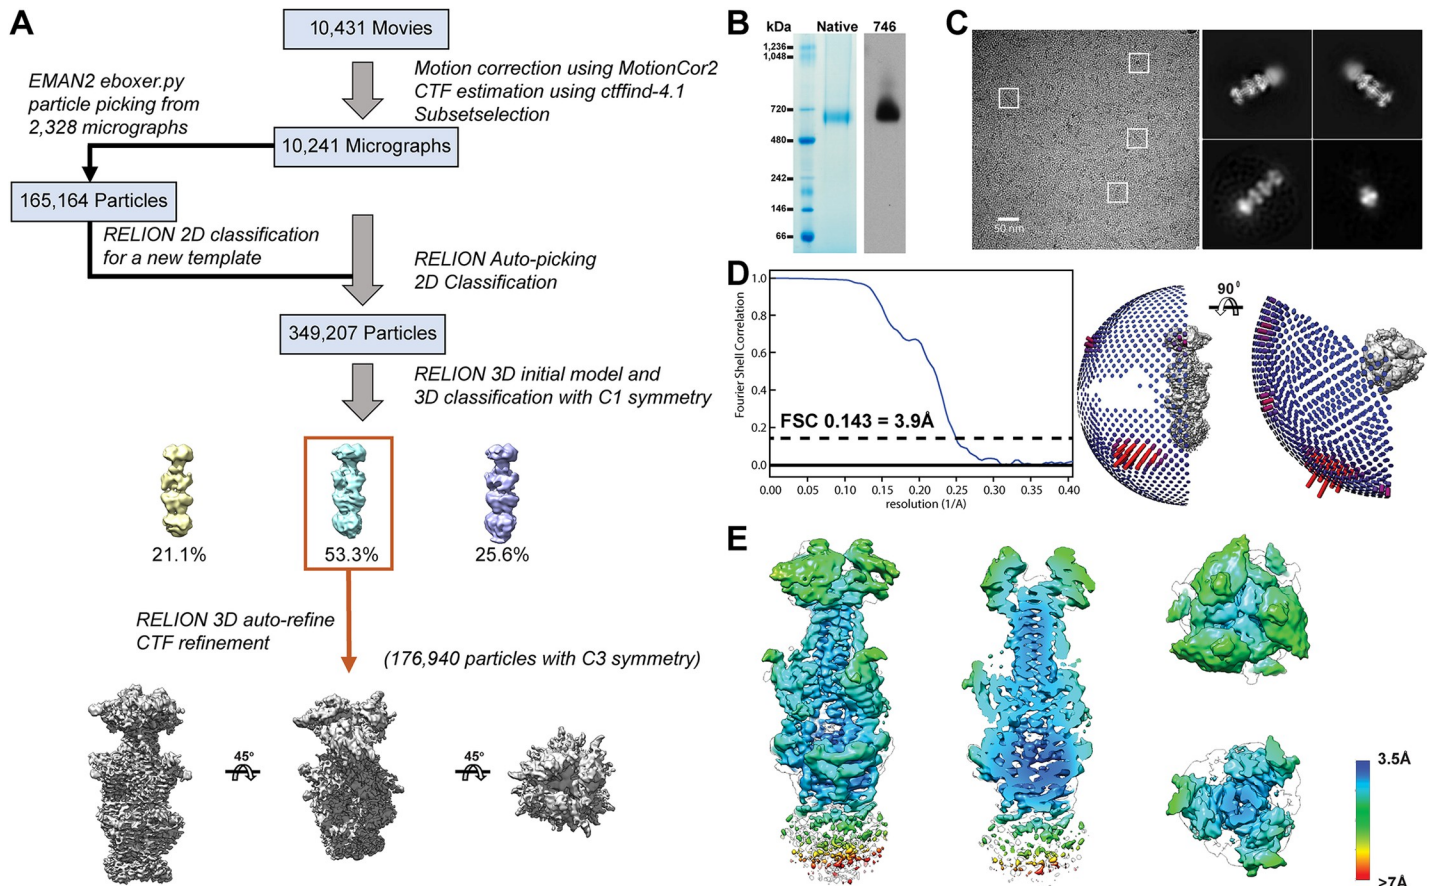 A
10,431 Movies
Motion correction using MotionCor2
CTF estimation using ctffind-4.1
Subsetselection
EMAN2 eboxer.py
particle picking from
2,328 micrographs
10,241 Micrographs
165,164 Particles
RELION 2D classification
for a new template
RELION Auto-picking
2D Classification
349,207 Particles
RELION 3D initial model and
3D classification with C1 symmetry
21.1%
53.3%
25.6%
RELION 3D auto-refine
CTF refinement
(176,940 particles with C3 symmetry)
45°
45°
B
kDa
Native
746
1,236
1,048
720
480
242
146
66
C
50 nm
D
Fourier Shell Correlation
1.0
0.8
0.6
0.4
0.2
0.0
FSC 0.143 = 3.9Å
0.00 0.05 0.10 0.15 0.20 0.25 0.30 0.35 0.40
resolution (1/A)
90⁰
E
3.5Å
>7Å